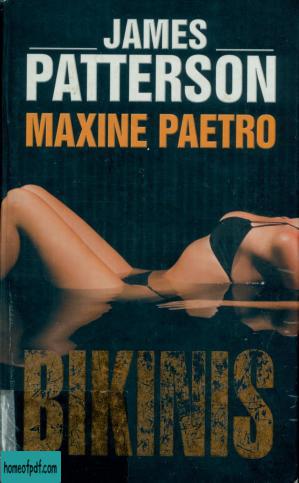 JAMES
PATTERSON
MAXINE PAETRO
BIKINIS
homeofpdf.com